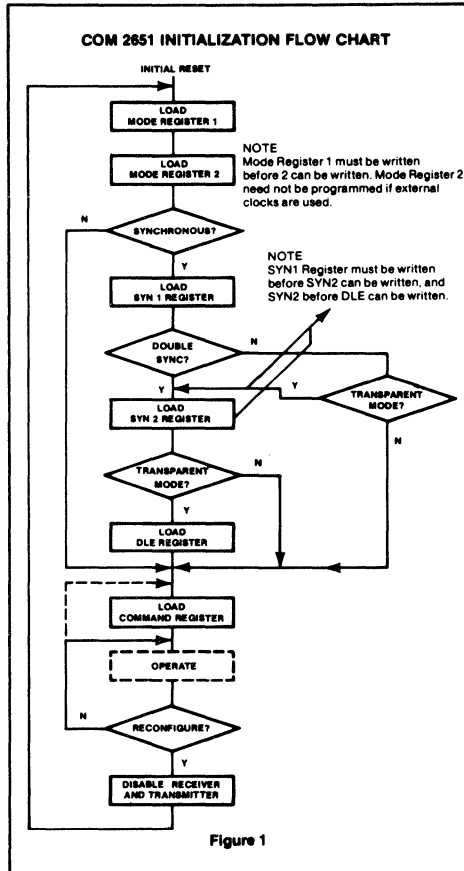 COM 2651 INITIALIZATION FLOW CHART
INITIAL RESET
LOAD
MODE REGISTER 1
LOAD
MODE REGISTER 2
NOTE
Mode Register 1 must be written
before 2 can be written. Mode Register 2
need not be programmed if external
clocks are used.
N
SYNCHRONOUS?
Y
NOTE
SYN1 Register must be written
before SYN2 can be written, and
SYN2 before DLE can be written.
LOAD
SYN 1 REGISTER
DOUBLE
SYNC?
N
Y
Y
TRANSPARENT
MODE?
LOAD
SYN 2 REGISTER
N
TRANSPARENT
MODE?
N
Y
LOAD
DLE REGISTER
LOAD
COMMAND REGISTER
OPERATE
N
RECONFIGURE?
Y
DISABLE RECEIVER
AND TRANSMITTER
Figure 1